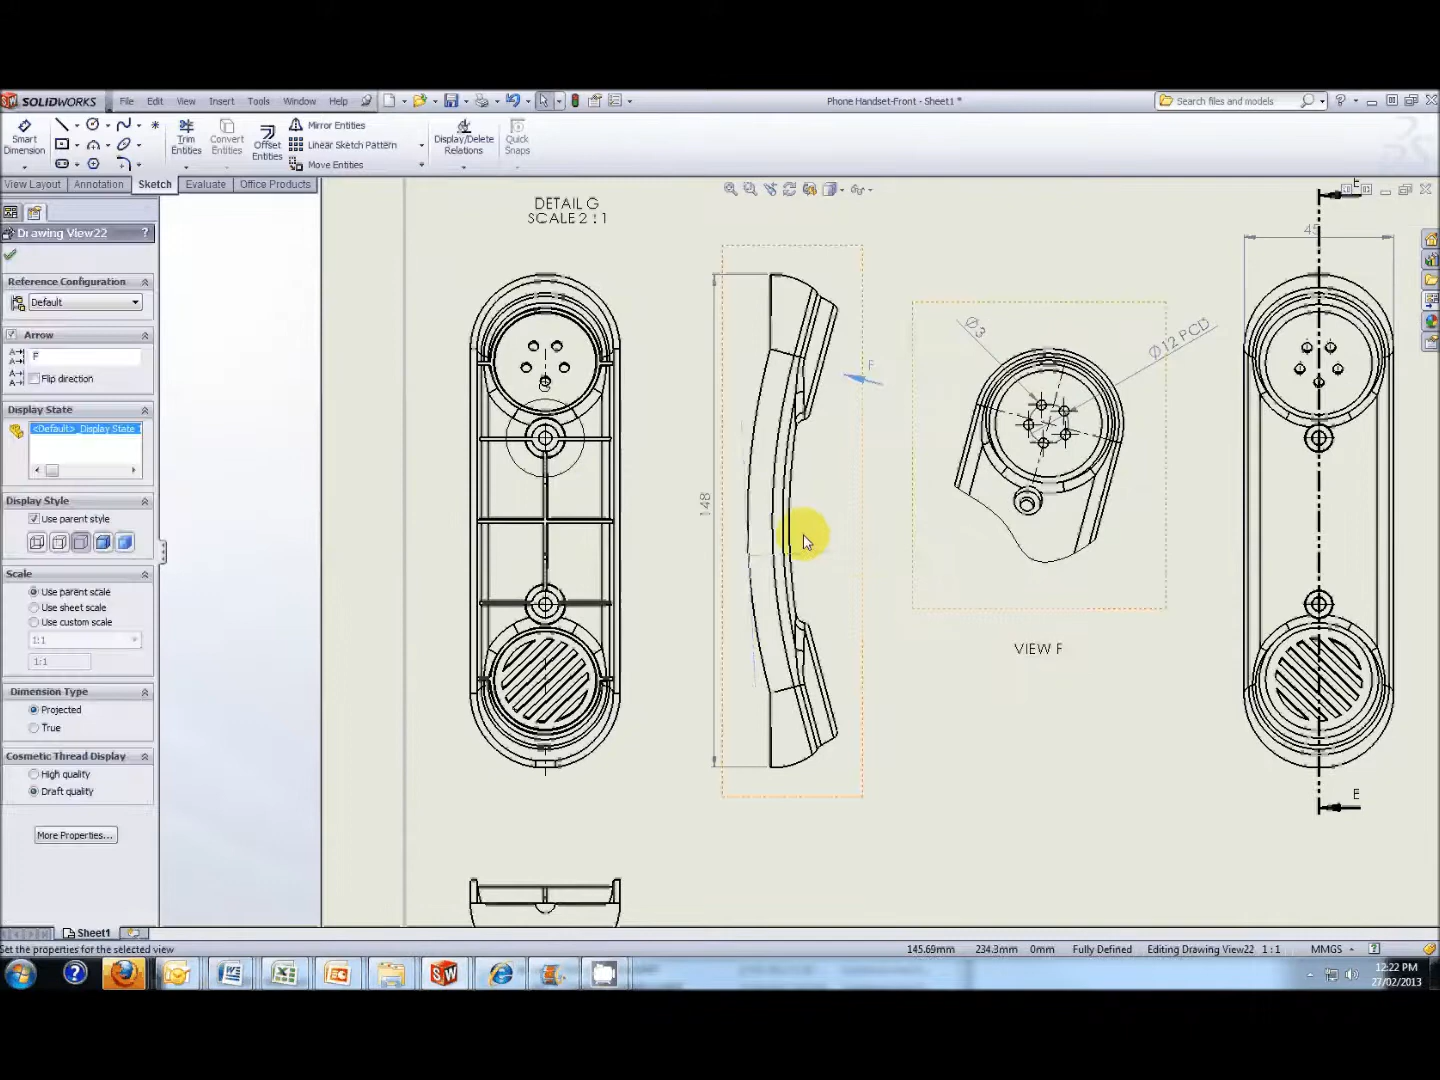 SOLIDWORKS File Edit View Insert Tools Window Help
Phone Handset-Front - Sheet1 *
Search files and models
Smart Dimension
Trim Entities
Convert Entities
Offset Entities
Mirror Entities
Linear Sketch Pattern
Move Entities
Display/Delete Relations
Quick Snaps
View Layout Annotation Sketch Evaluate Office Products
Drawing View22 ?
Reference Configuration
Default
Arrow
F
Flip direction
Display State
<Default>_Display State 1
Display Style
Use parent style
Scale
Use parent scale
Use sheet scale
Use custom scale
1:1
1:1
Dimension Type
Projected
True
Cosmetic Thread Display
High quality
Draft quality
More Properties...
DETAIL G
SCALE 2 : 1
G
148
F
Ø3
Ø12 PCD
VIEW F
45
E
E
Sheet1
Set the properties for the selected view
145.69mm 234.3mm 0mm Fully Defined Editing Drawing View22 1 : 1 MMGS
12:22 PM
27/02/2013